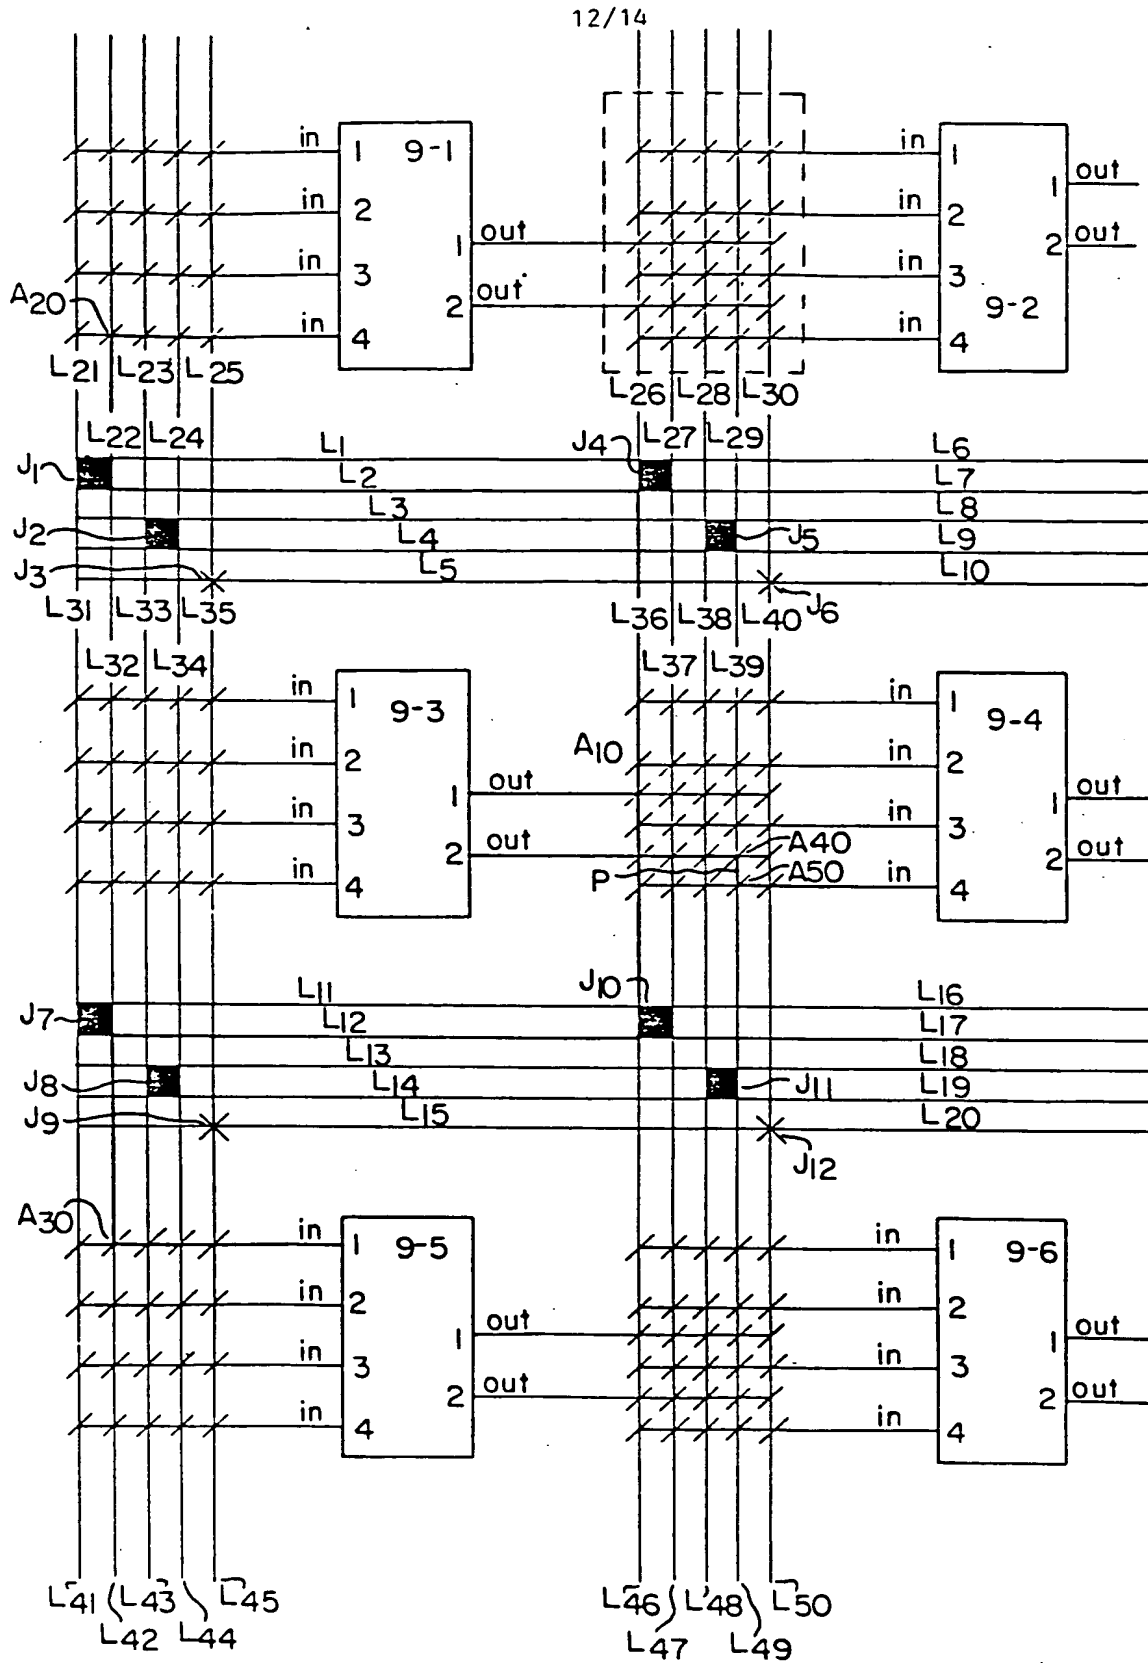 12/14
in 1 9-1 in 1
out
1
in 2 in 2 out
1 out 2
in 3 in 3
A20 out 2 9-2
in 4 in 4
L21 L23 L25 L26 L28 L30
L22 L24 L1 J4 L27 L29 L6
J1 L2 L7
L3 L8
J2 L4 J5 L9
J3 L5 L10
L31 L33 L35 L36 L38 L40 J6
L32 L34 L37 L39
in 1 9-3 in 1 9-4
in 2 A10 in 2
1 out 1 out
in 3 in 3
2 out A40 2 out
in 4 P A50 in 4
L11 J10 L16
J7 L12 L17
L13 L18
J8 L14 J11 L19
J9 L15 L20
J12
A30
in 1 9-5 in 1 9-6
in 2 in 2
1 out 1 out
in 3 in 3
2 out 2 out
in 4 in 4
L41 L43 L45 L46 L48 L50
L42 L44 L47 L49